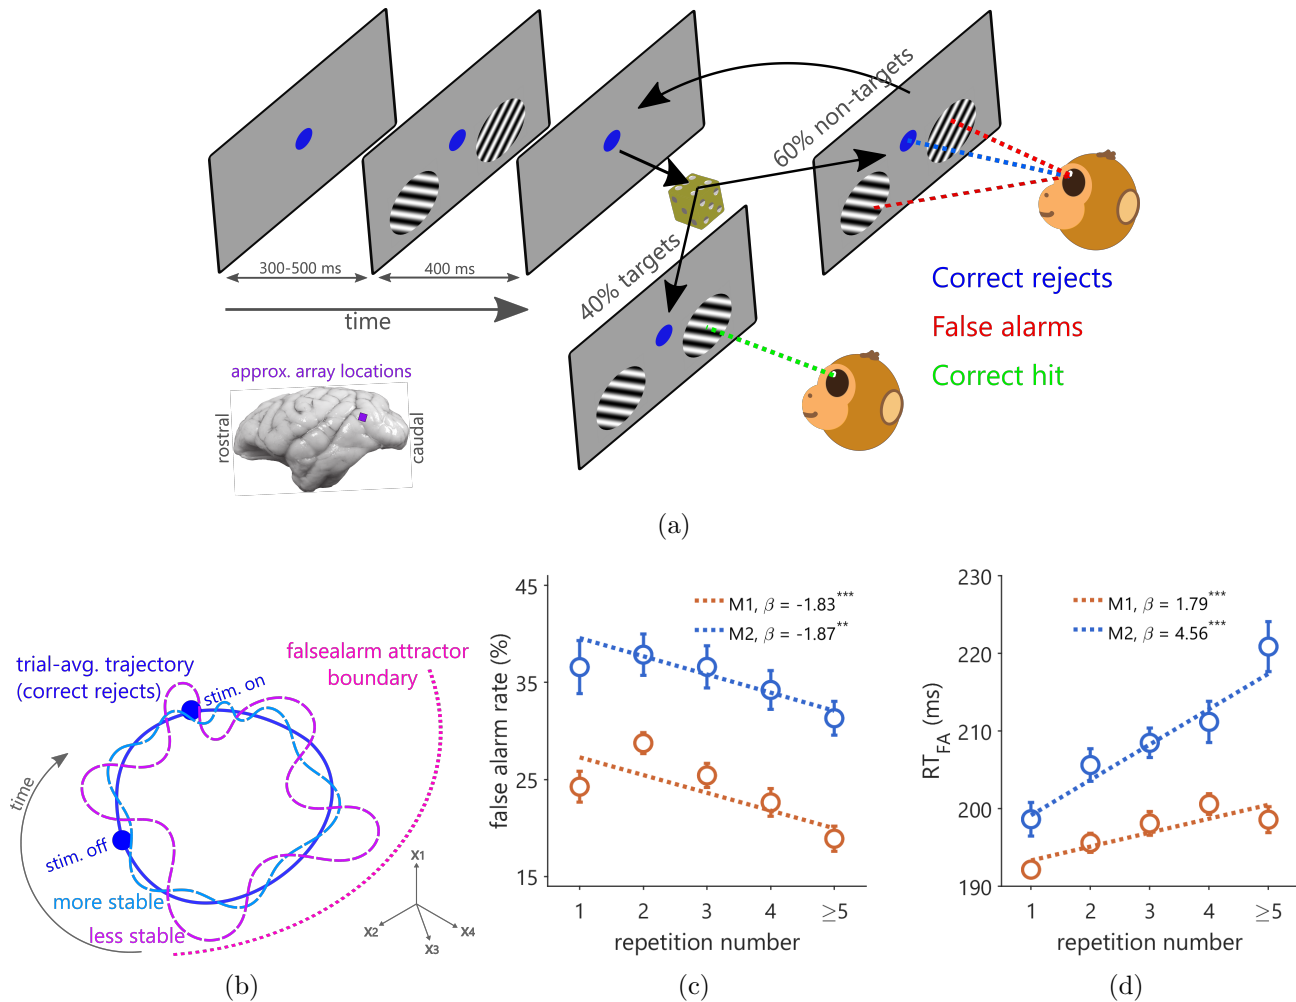 60% non-targets
300-500 ms
400 ms
time
40% targets
Correct rejects
False alarms
Correct hit
approx. array locations
rostral
caudal
(a)
trial-avg. trajectory
(correct rejects)
stim. on
falsealarm attractor
boundary
time
stim. off
more stable
less stable
X1
X2
X3
X4
(b)
false alarm rate (%)
45
35
25
15
M1, β = -1.83***
M2, β = -1.87**
1 2 3 4 ≥5
repetition number
(c)
RT_FA (ms)
230
220
210
200
190
M1, β = 1.79***
M2, β = 4.56***
1 2 3 4 ≥5
repetition number
(d)